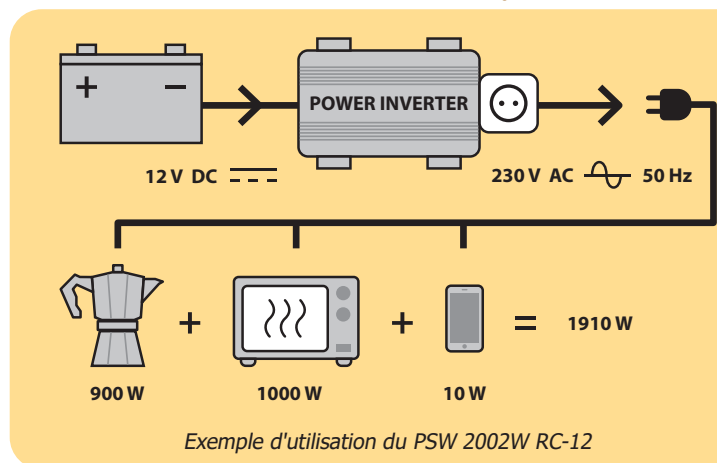 + −
POWER INVERTER
12 V DC
230 V AC 50 Hz
+ + = 1910 W
900 W 1000 W 10 W
Exemple d'utilisation du PSW 2002W RC-12